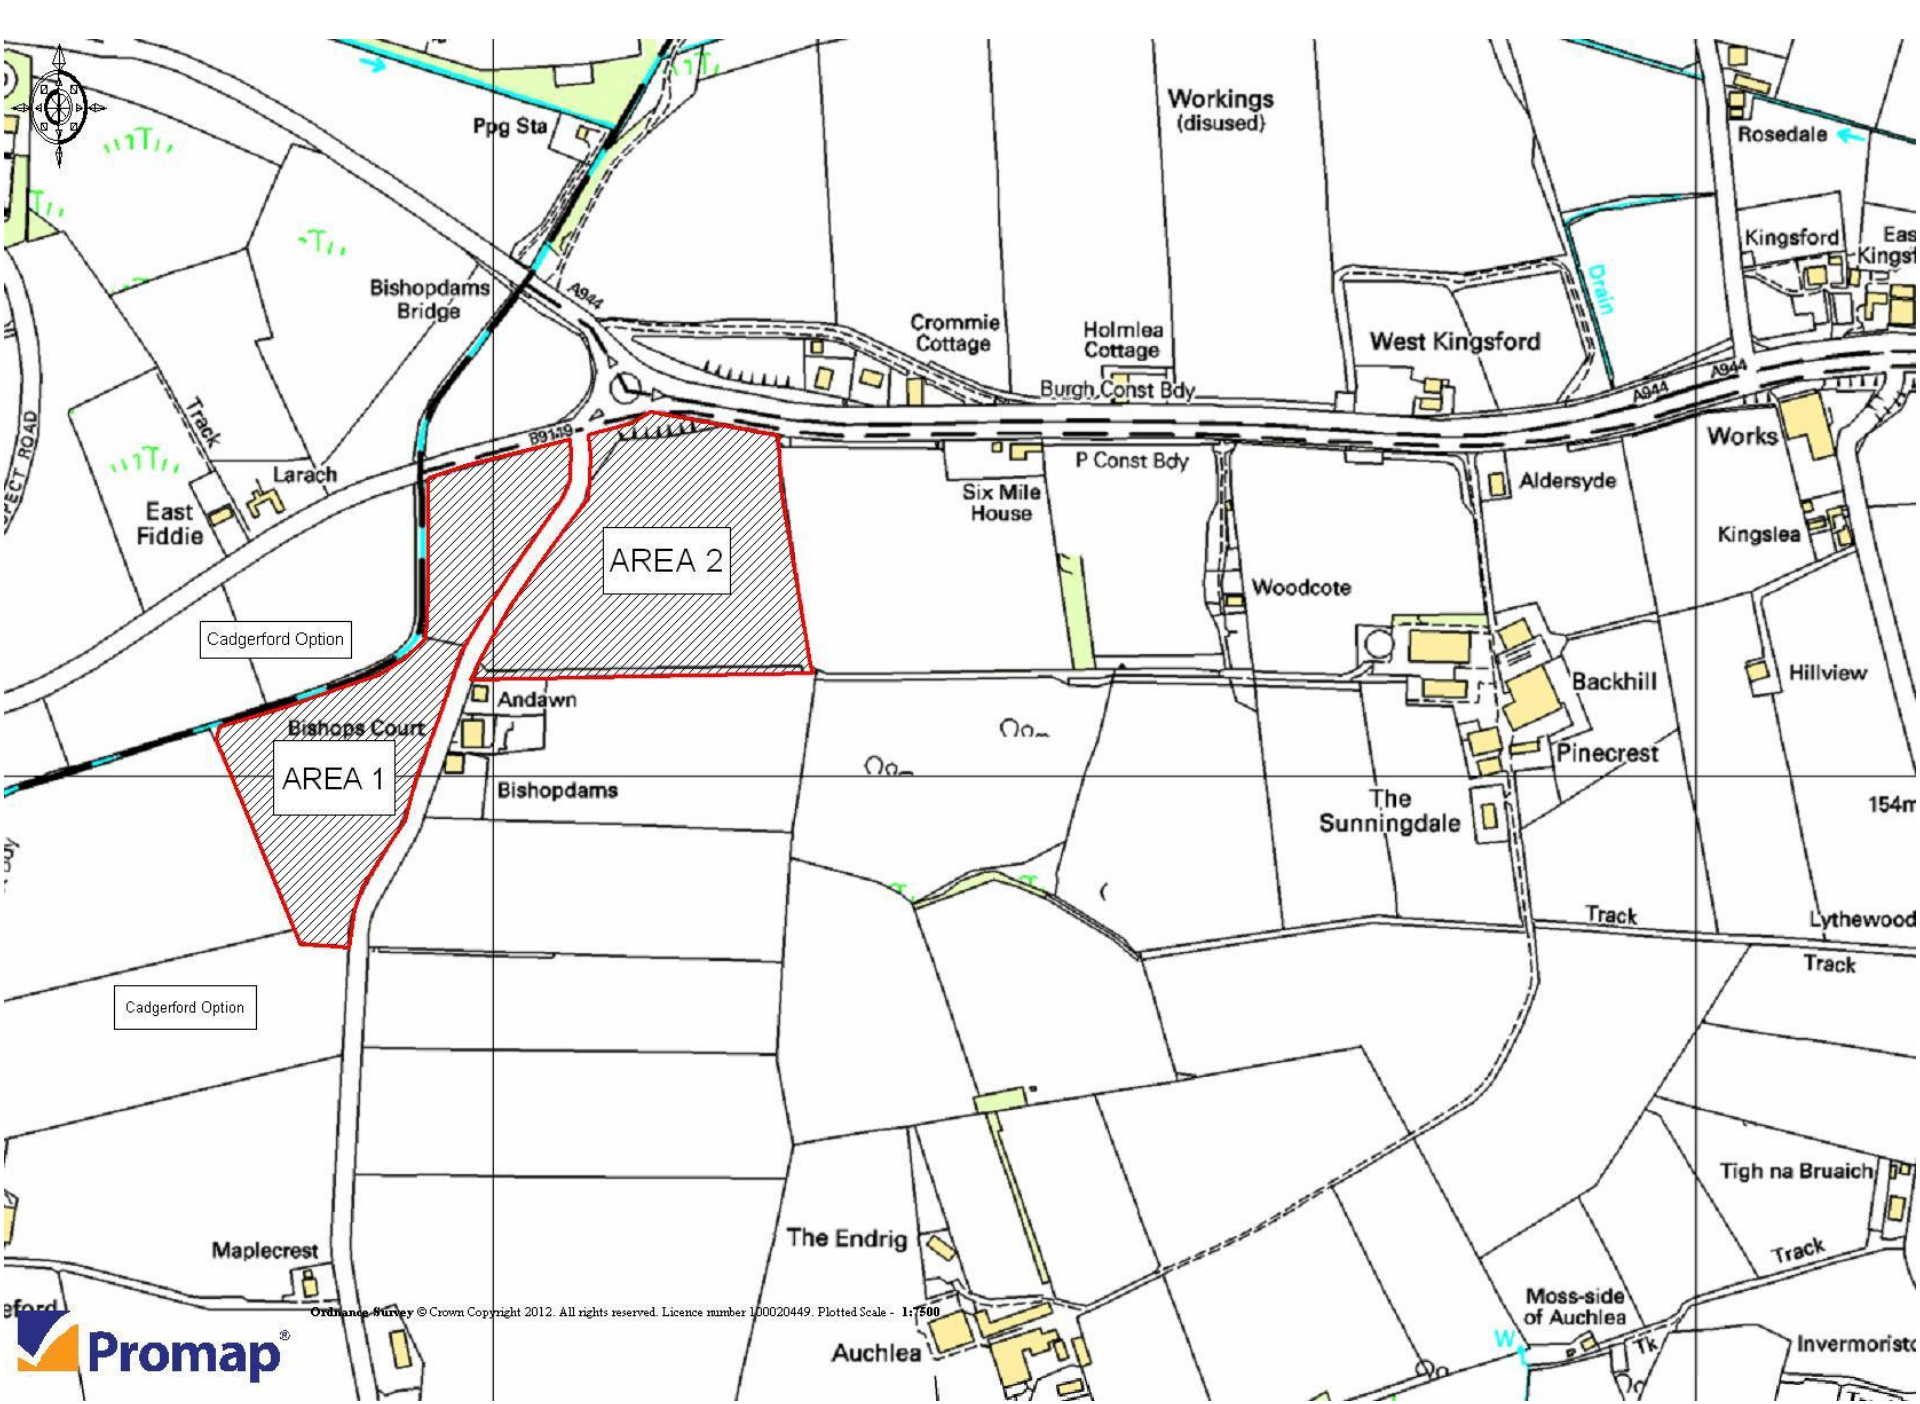 Ppg Sta
Workings
(disused)
Rosedale
Kingsford
Bishopdams
Bridge
A944
Crommie
Cottage
Holmlea
Cottage
Drain
West Kingsford
Burgh Const Bdy
A944
A944
Track
B9119
Works
P Const Bdy
Larach
East
Fiddie
Six Mile
House
Aldersyde
Kingslea
AREA 2
Woodcote
Cadgerford Option
Andawn
Backhill
Hillview
Bishops Court
AREA 1
Pinecrest
Bishopdams
The
Sunningdale
154m
Track
Lythewood
Track
Cadgerford Option
Tigh na Bruaich
The Endrig
Maplecrest
Track
Moss-side
of Auchlea
Ordnance Survey © Crown Copyright 2012. All rights reserved. Licence number 100020449. Plotted Scale - 1:7500
W
Tk
Auchlea
Promap®